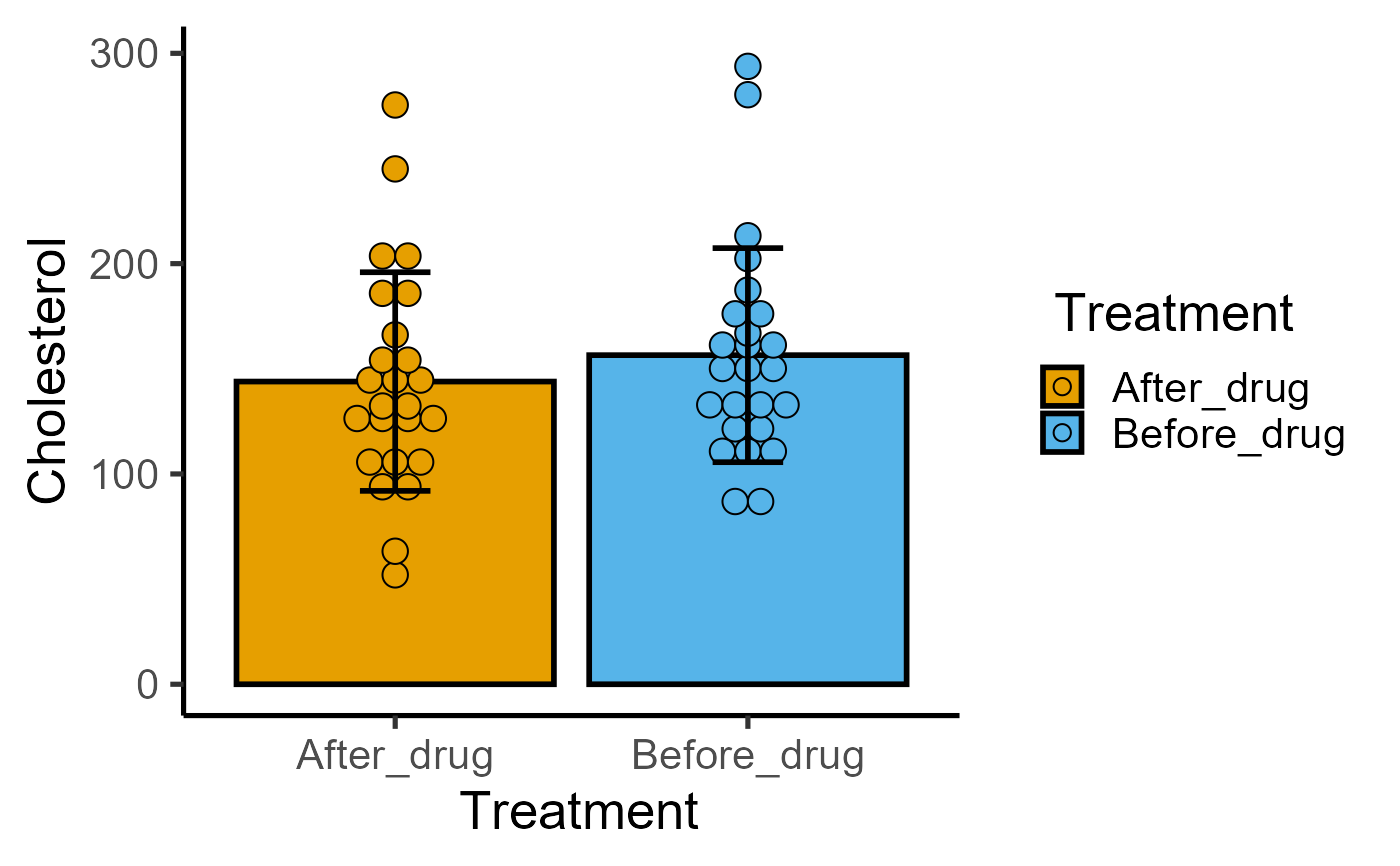 300
200
100
0
Cholesterol
After_drug
Before_drug
Treatment
Treatment
After_drug
Before_drug